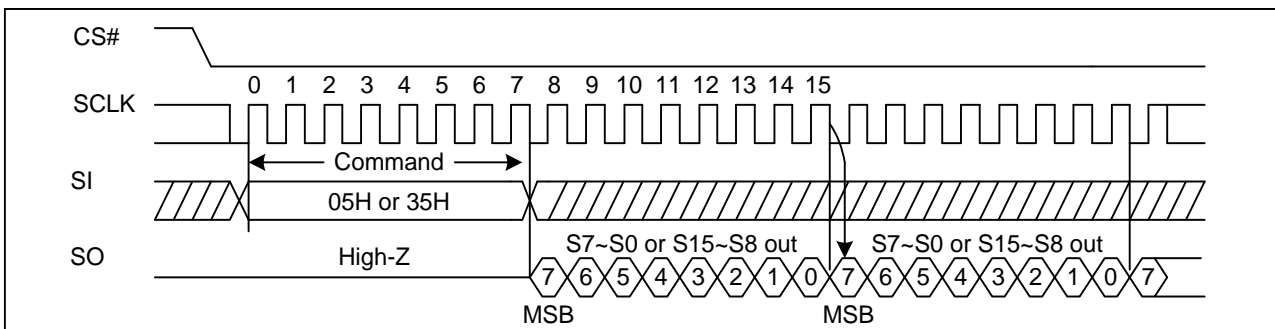 CS#
0 1 2 3 4 5 6 7 8 9 10 11 12 13 14 15
SCLK
Command
SI
05H or 35H
S7~S0 or S15~S8 out S7~S0 or S15~S8 out
SO High-Z
7 6 5 4 3 2 1 0 7 6 5 4 3 2 1 0 7
MSB MSB